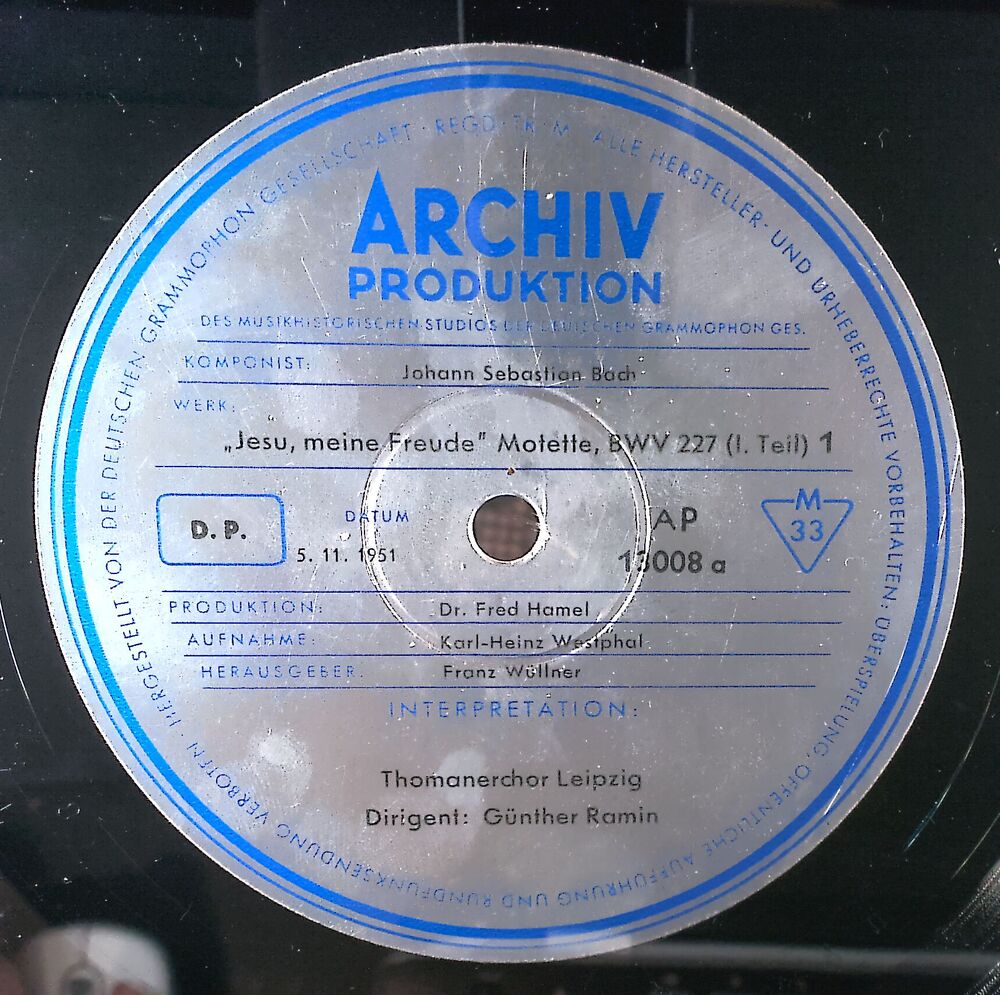 HERGESTELLT VON DER DEUTSCHEN GRAMMOPHON GESELLSCHAFT · REGD · TR · M · ALLE HERSTELLER- UND URHEBERRECHTE VORBEHALTEN; ÜBERSPIELUNG, ÖFFENTLICHE AUFFÜHRUNG UND RUNDFUNKSENDUNG VERBOTEN ·
ARCHIV
PRODUKTION
DES MUSIKHISTORISCHEN STUDIOS DER DEUTSCHEN GRAMMOPHON GES.
KOMPONIST: Johann Sebastian Bach
WERK:
„Jesu, meine Freude" Motette, BWV 227 (I. Teil) 1
D. P. DATUM AP M
5. 11. 1951 13008 a 33
PRODUKTION: Dr. Fred Hamel
AUFNAHME: Karl-Heinz Westphal
HERAUSGEBER: Franz Wüllner
INTERPRETATION:
Thomanerchor Leipzig
Dirigent: Günther Ramin